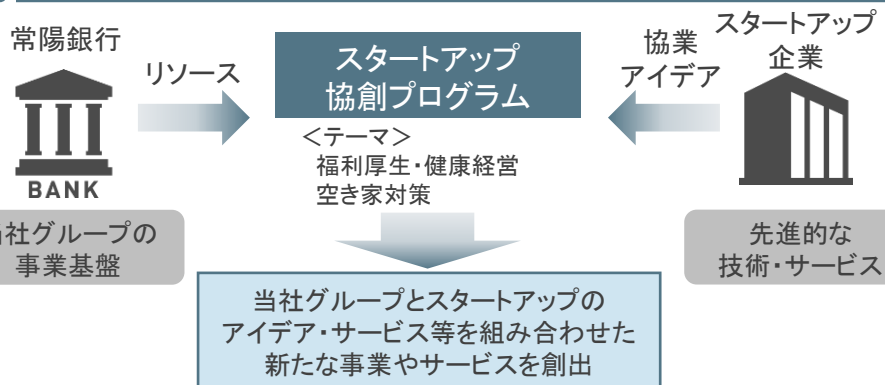 常陽銀行
BANK
リソース
スタートアップ
協創プログラム
＜テーマ＞
福利厚生・健康経営
空き家対策
協業
アイデア
スタートアップ
企業
社グループの
事業基盤
先進的な
技術・サービス
当社グループとスタートアップの
アイデア・サービス等を組み合わせた
新たな事業やサービスを創出